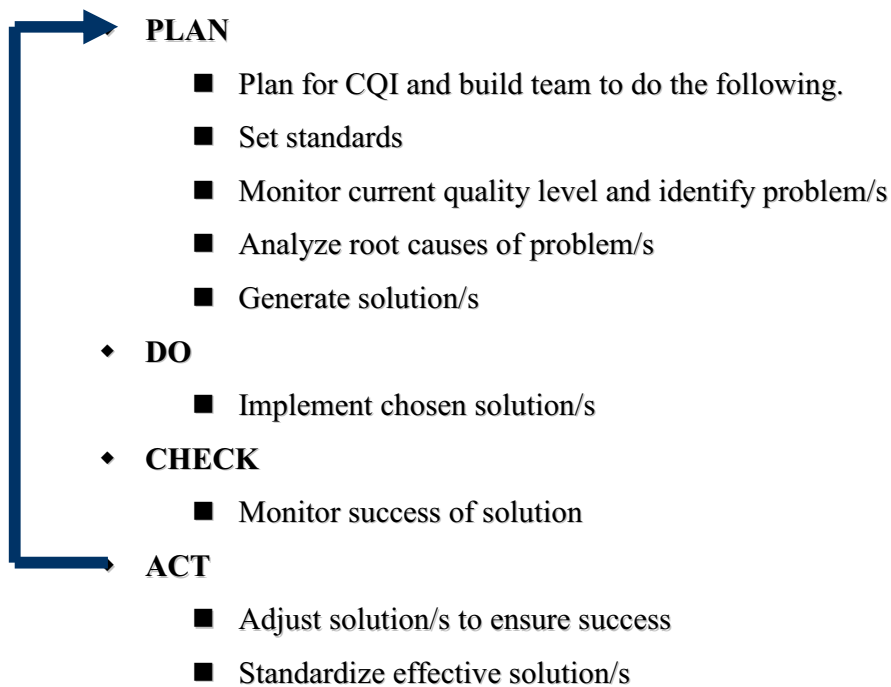 PLAN
Plan for CQI and build team to do the following.
Set standards
Monitor current quality level and identify problem/s
Analyze root causes of problem/s
Generate solution/s
DO
Implement chosen solution/s
CHECK
Monitor success of solution
ACT
Adjust solution/s to ensure success
Standardize effective solution/s